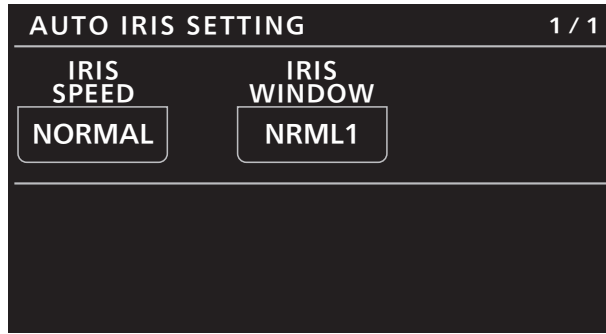 AUTO IRIS SETTING 1/1
IRIS SPEED
IRIS WINDOW
NORMAL
NRML1